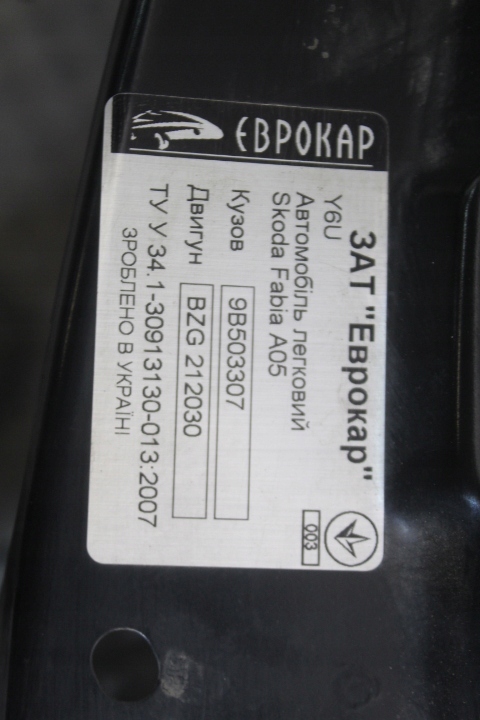 ЄВРОКАР
ЗАТ "Еврокар"
Y6U
Автомобіль легковий
Skoda Fabia A05
Кузов 9B503307
Двигун BZG 212030
ТУ У 34.1-30913130-013:2007
ЗРОБЛЕНО В УКРАЇНІ
003